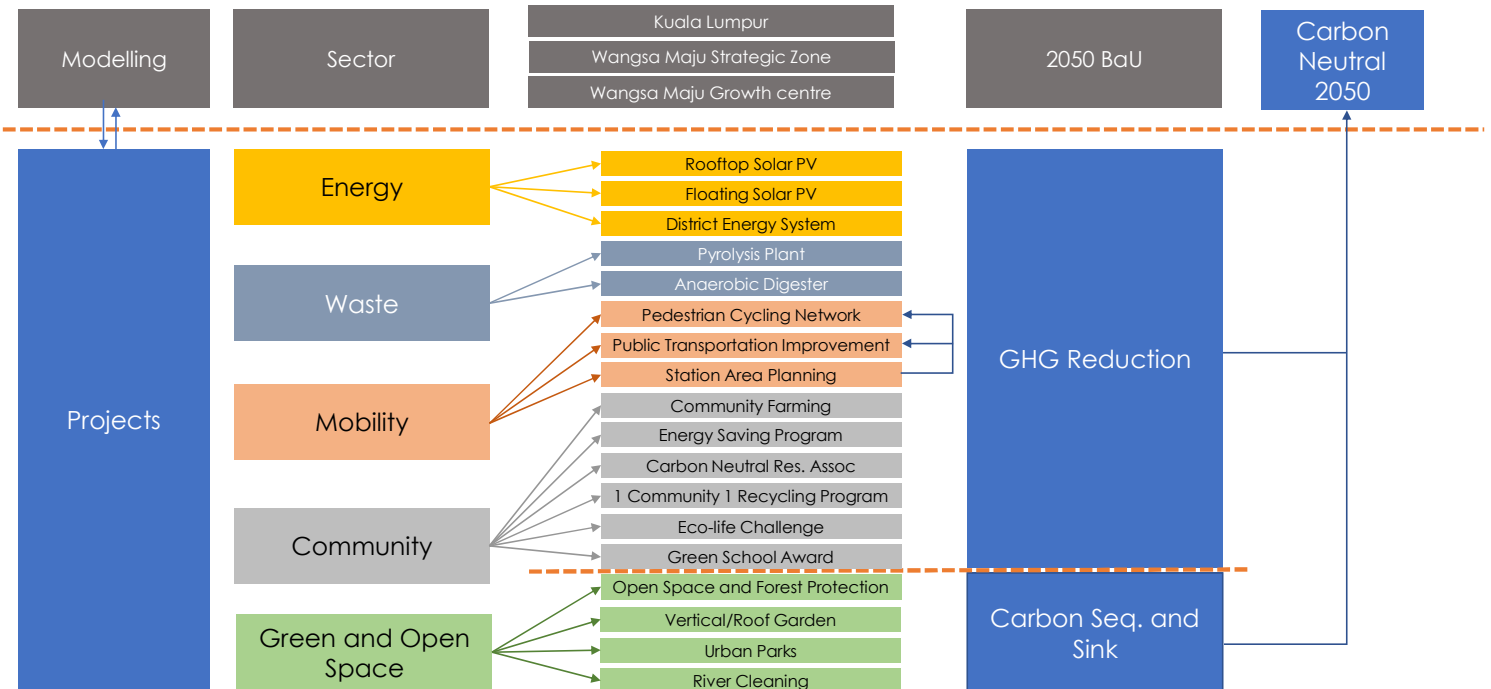 Modelling
Sector
Kuala Lumpur
Wangsa Maju Strategic Zone
Wangsa Maju Growth centre
2050 BaU
Carbon
Neutral
2050
Projects
Energy
Rooftop Solar PV
Floating Solar PV
District Energy System
Waste
Pyrolysis Plant
Anaerobic Digester
Mobility
Pedestrian Cycling Network
Public Transportation Improvement
Station Area Planning
Community
Community Farming
Energy Saving Program
Carbon Neutral Res. Assoc
1 Community 1 Recycling Program
Eco-life Challenge
Green School Award
GHG Reduction
Green and Open
Space
Open Space and Forest Protection
Vertical/Roof Garden
Urban Parks
River Cleaning
Carbon Seq. and
Sink